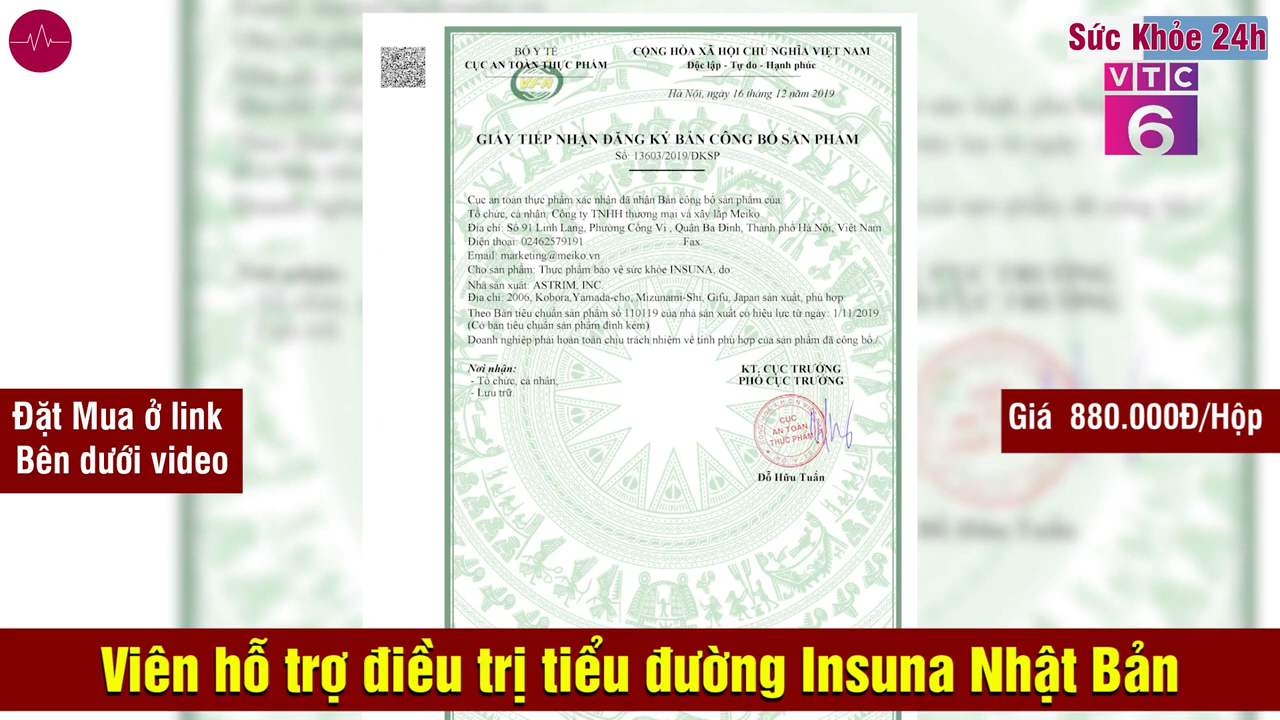 Sức Khỏe 24h
VTC
6
BỘ Y TẾ
CỤC AN TOÀN THỰC PHẨM
VFA
CỘNG HÒA XÃ HỘI CHỦ NGHĨA VIỆT NAM
Độc lập - Tự do - Hạnh phúc
Hà Nội, ngày 16 tháng 12 năm 2019
GIẤY TIẾP NHẬN ĐĂNG KÝ BẢN CÔNG BỐ SẢN PHẨM
Số: 13603/2019/ĐKSP
Cục an toàn thực phẩm xác nhận đã nhận Bản công bố sản phẩm của:
Tổ chức, cá nhân: Công ty TNHH thương mại và xây lắp Meiko
Địa chỉ: Số 91 Linh Lang, Phường Cống Vị , Quận Ba Đình, Thành phố Hà Nội, Việt Nam
Điện thoại: 02462579191 Fax:
Email: marketing@meiko.vn
Cho sản phẩm: Thực phẩm bảo vệ sức khỏe INSUNA; do
Nhà sản xuất: ASTRIM, INC.
Địa chỉ: 2006, Kobora,Yamada-cho, Mizunami-Shi, Gifu, Japan sản xuất, phù hợp:
Theo Bản tiêu chuẩn sản phẩm số 110119 của nhà sản xuất có hiệu lực từ ngày: 1/11/2019
(Có bản tiêu chuẩn sản phẩm đính kèm)
Doanh nghiệp phải hoàn toàn chịu trách nhiệm về tính phù hợp của sản phẩm đã công bố./.
Nơi nhận:
- Tổ chức, cá nhân;
- Lưu trữ.
KT. CỤC TRƯỞNG
PHÓ CỤC TRƯỞNG
CỤC
AN TOÀN
THỰC PHẨM
Đỗ Hữu Tuấn
Đặt Mua ở link
Bên dưới video
Giá 880.000Đ/Hộp
Viên hỗ trợ điều trị tiểu đường Insuna Nhật Bản